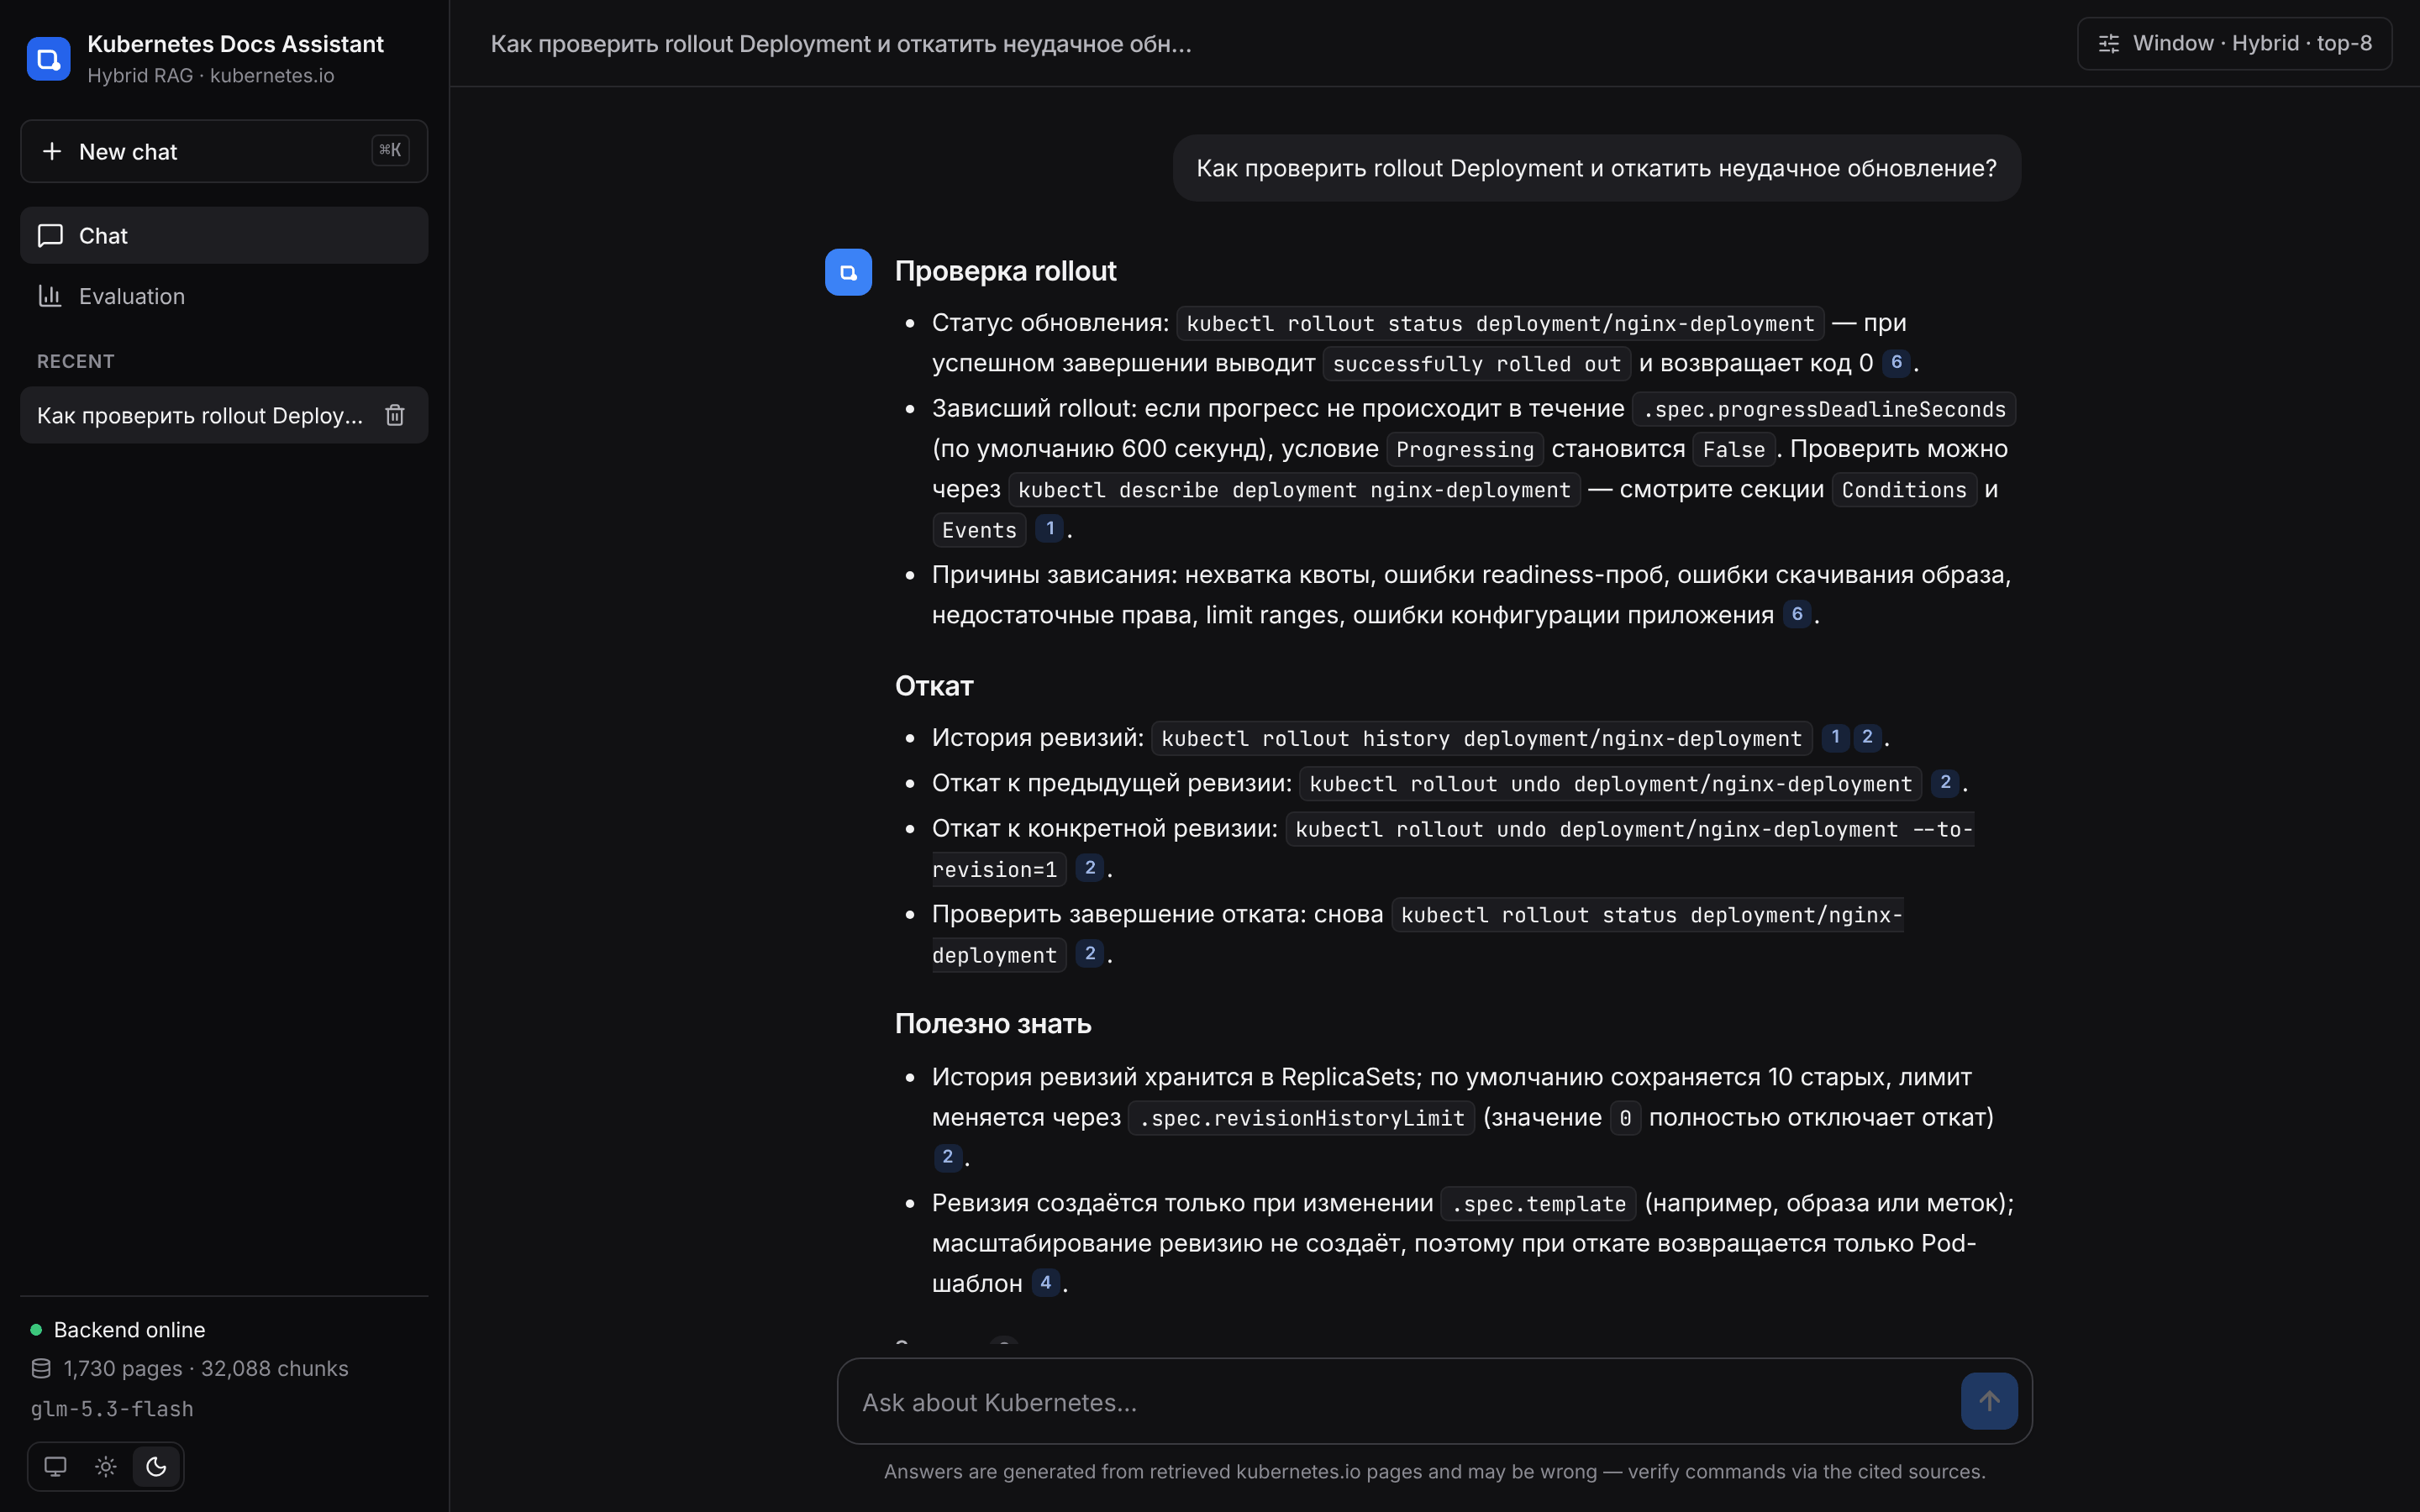 Kubernetes Docs Assistant
Hybrid RAG · kubernetes.io
New chat
⌘K
Chat
Evaluation
RECENT
Как проверить rollout Deploy...
Backend online
1,730 pages · 32,088 chunks
glm-5.3-flash
Как проверить rollout Deployment и откатить неудачное обн...
Window · Hybrid · top-8
Как проверить rollout Deployment и откатить неудачное обновление?
Проверка rollout
• Статус обновления: kubectl rollout status deployment/nginx-deployment — при
успешном завершении выводит successfully rolled out и возвращает код 0 6.
• Зависший rollout: если прогресс не происходит в течение .spec.progressDeadlineSeconds
(по умолчанию 600 секунд), условие Progressing становится False. Проверить можно
через kubectl describe deployment nginx-deployment — смотрите секции Conditions и
Events 1.
• Причины зависания: нехватка квоты, ошибки readiness-проб, ошибки скачивания образа,
недостаточные права, limit ranges, ошибки конфигурации приложения 6.
Откат
• История ревизий: kubectl rollout history deployment/nginx-deployment 1 2.
• Откат к предыдущей ревизии: kubectl rollout undo deployment/nginx-deployment 2.
• Откат к конкретной ревизии: kubectl rollout undo deployment/nginx-deployment --to-
revision=1 2.
• Проверить завершение отката: снова kubectl rollout status deployment/nginx-
deployment 2.
Полезно знать
• История ревизий хранится в ReplicaSets; по умолчанию сохраняется 10 старых, лимит
меняется через .spec.revisionHistoryLimit (значение 0 полностью отключает откат)
2.
• Ревизия создаётся только при изменении .spec.template (например, образа или меток);
масштабирование ревизию не создаёт, поэтому при откате возвращается только Pod-
шаблон 4.
Ask about Kubernetes...
Answers are generated from retrieved kubernetes.io pages and may be wrong — verify commands via the cited sources.